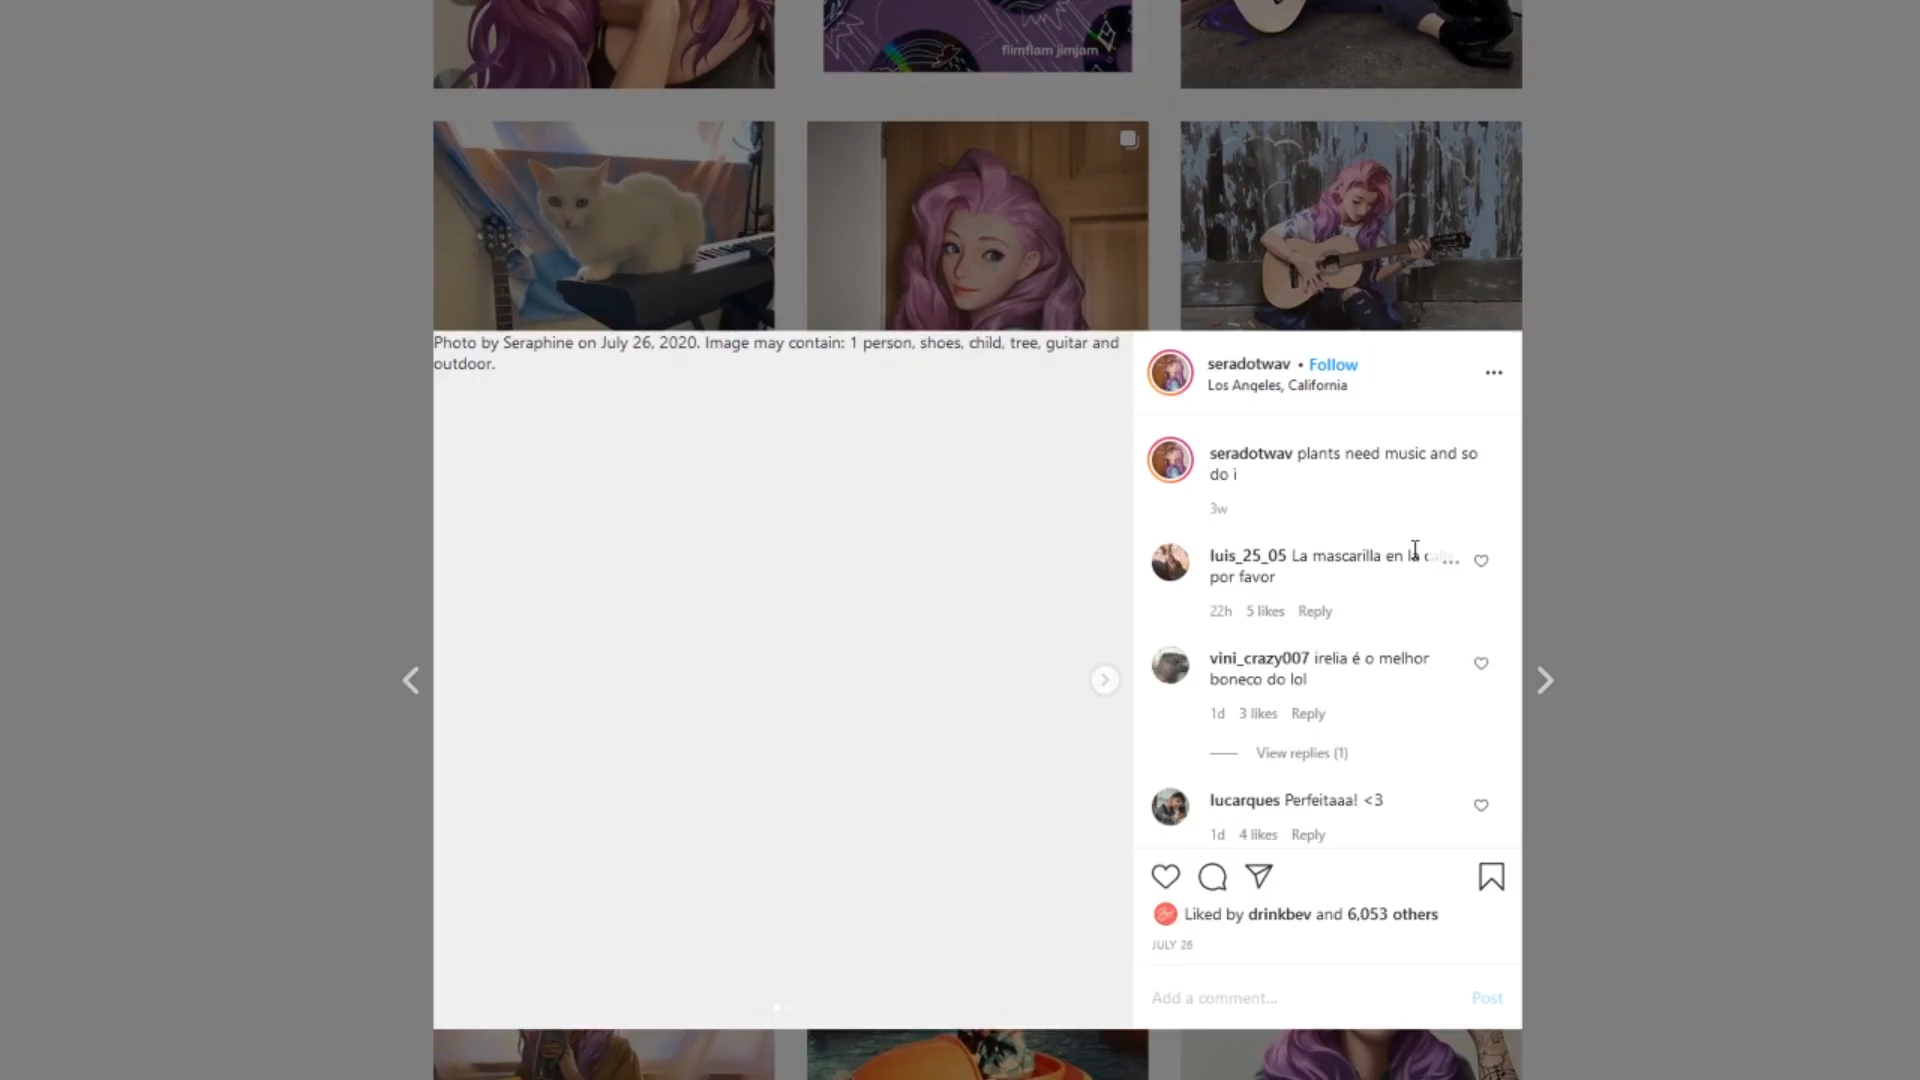 flimflam jimjam
Photo by Seraphine on July 26, 2020. Image may contain: 1 person, shoes, child, tree, guitar and
outdoor.
seradotwav • Follow
Los Angeles, California
seradotwav plants need music and so
do i
3w
luis_25_05 La mascarilla en la calle
por favor
22h 5 likes Reply
vini_crazy007 irelia é o melhor
boneco do lol
1d 3 likes Reply
View replies (1)
lucarques Perfeitaaa! <3
1d 4 likes Reply
Liked by drinkbev and 6,053 others
JULY 26
Add a comment... Post